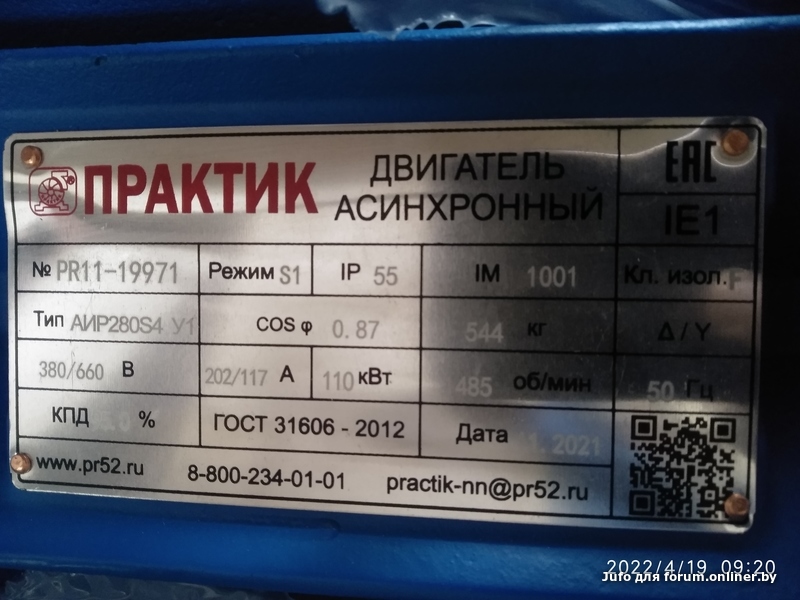 ПРАКТИК
ДВИГАТЕЛЬ
АСИНХРОННЫЙ
EAC
IE1
№ PR11-19971
Режим S1
IP 55
IM 1001
Кл. изол. F
Тип АИР280S4 У1
COS φ 0.87
544 кг
Δ / Y
380/660 В
202/117 А
110 кВт
485 об/мин
50 Гц
КПД %
ГОСТ 31606 - 2012
Дата 1.2021
www.pr52.ru
8-800-234-01-01
practik-nn@pr52.ru
2022/4/19 09:20
Juto для forum.onliner.by